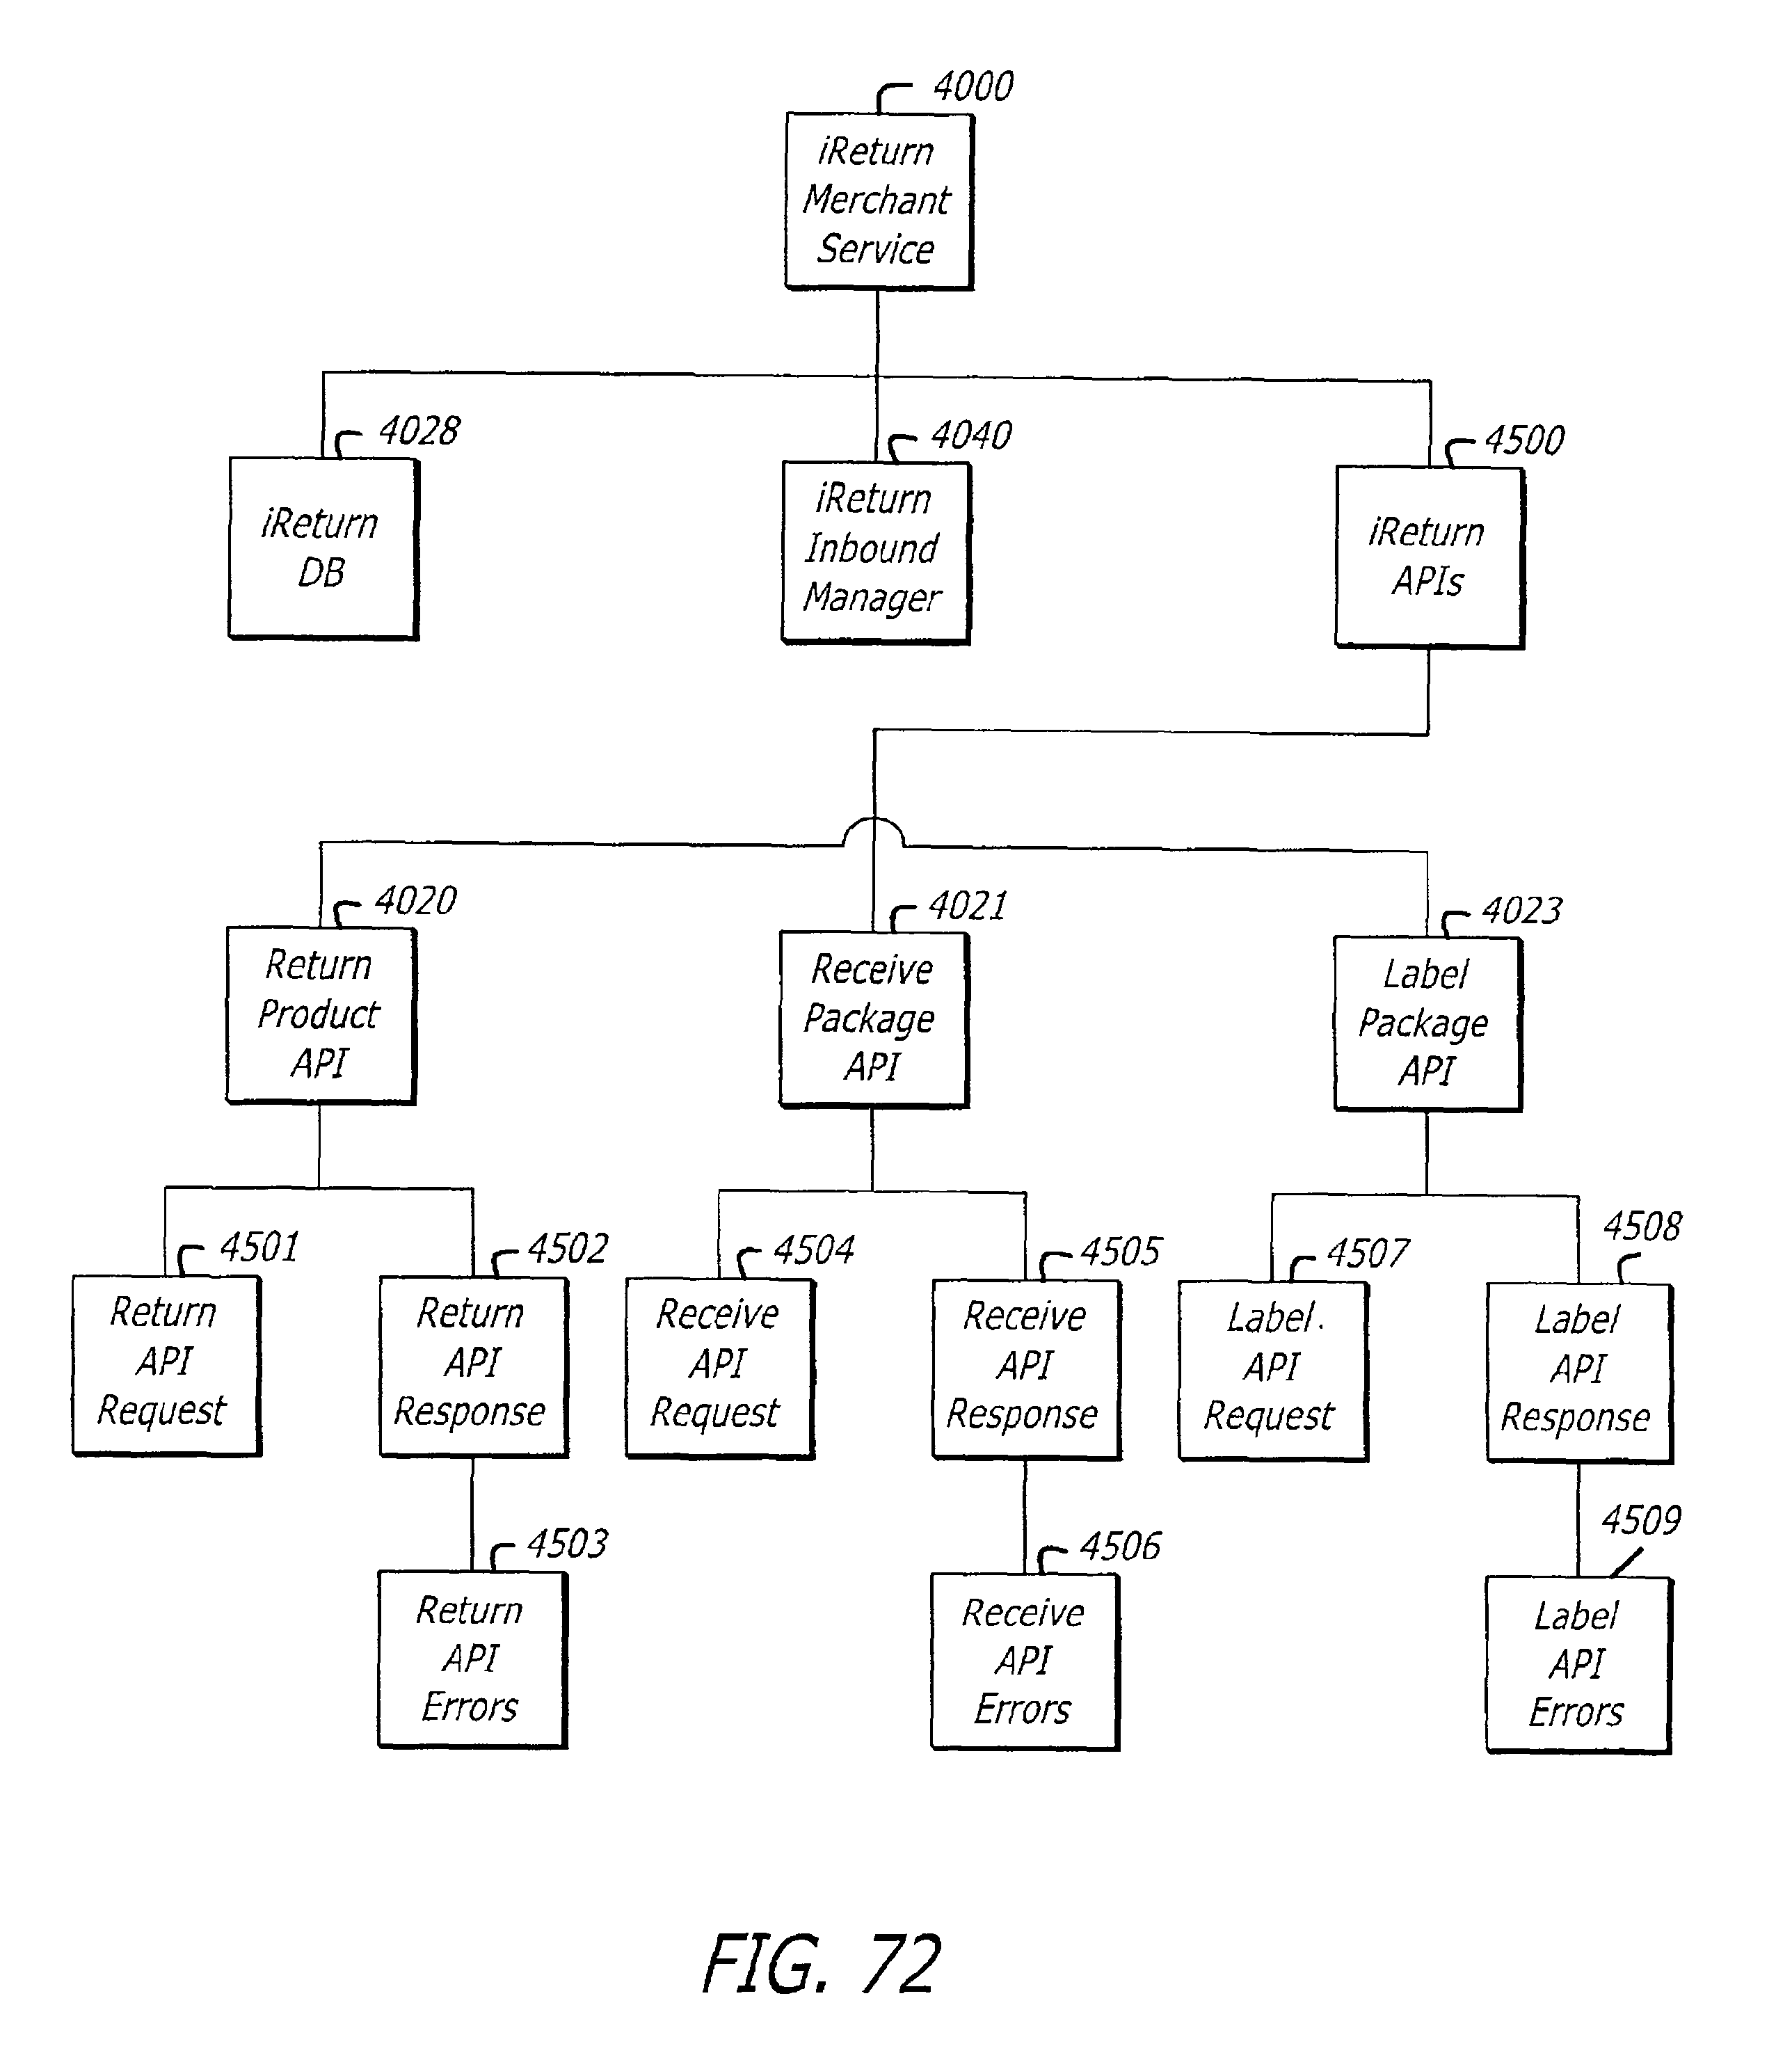 4000
iReturn
Merchant
Service
4028
iReturn
DB
4040
iReturn
Inbound
Manager
4500
iReturn
APIs
4020
Return
Product
API
4021
Receive
Package
API
4023
Label
Package
API
4501
Return
API
Request
4502
Return
API
Response
4504
Receive
API
Request
4505
Receive
API
Response
4507
Label.
API
Request
4508
Label
API
Response
4503
Return
API
Errors
4506
Receive
API
Errors
4509
Label
API
Errors
FIG. 72